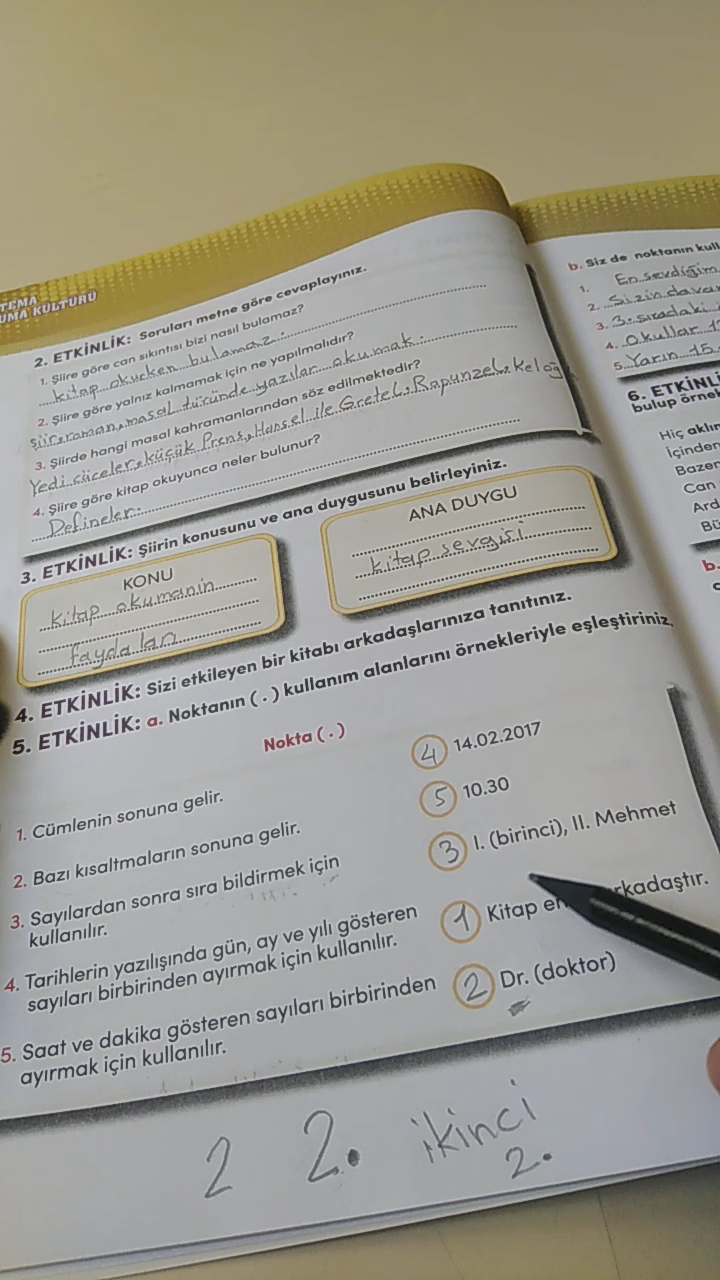 TEMA
UMA KÜLTÜRÜ
2. ETKİNLİK: Soruları metne göre cevaplayınız.
1. Şiire göre can sıkıntısı bizi nasıl bulamaz?
kitap okurken bulamaz.
2. Şiire göre yalnız kalmamak için ne yapılmalıdır?
şiir, roman, masal türünde yazılar okumak.
3. Şiirde hangi masal kahramanlarından söz edilmektedir?
Yedi cüceler, küçük Prens, Hansel ile Gretel, Rapunzel, Keloğ
4. Şiire göre kitap okuyunca neler bulunur?
Defineler.
3. ETKİNLİK: Şiirin konusunu ve ana duygusunu belirleyiniz.
KONU
kitap okumanın
faydaları
ANA DUYGU
kitap sevgisi
4. ETKİNLİK: Sizi etkileyen bir kitabı arkadaşlarınıza tanıtınız.
5. ETKİNLİK: a. Noktanın (.) kullanım alanlarını örnekleriyle eşleştiriniz.
Nokta (.)
1. Cümlenin sonuna gelir.
2. Bazı kısaltmaların sonuna gelir.
3. Sayılardan sonra sıra bildirmek için
kullanılır.
4. Tarihlerin yazılışında gün, ay ve yılı gösteren
sayıları birbirinden ayırmak için kullanılır.
5. Saat ve dakika gösteren sayıları birbirinden
ayırmak için kullanılır.
4 14.02.2017
5 10.30
3 I. (birinci), II. Mehmet
1 Kitap en rkadaştır.
2 Dr. (doktor)
2 2. ikinci
2.
b. Siz de noktanın kull
1. En sevdiğim
2. Sizin
3. 3. sıradaki
4. Okullar
5. Yarın 15.
6. ETKİNLİ
bulup örnek
Hiç aklın
İçinden
Bazen
Can
Ard
Bü
b.